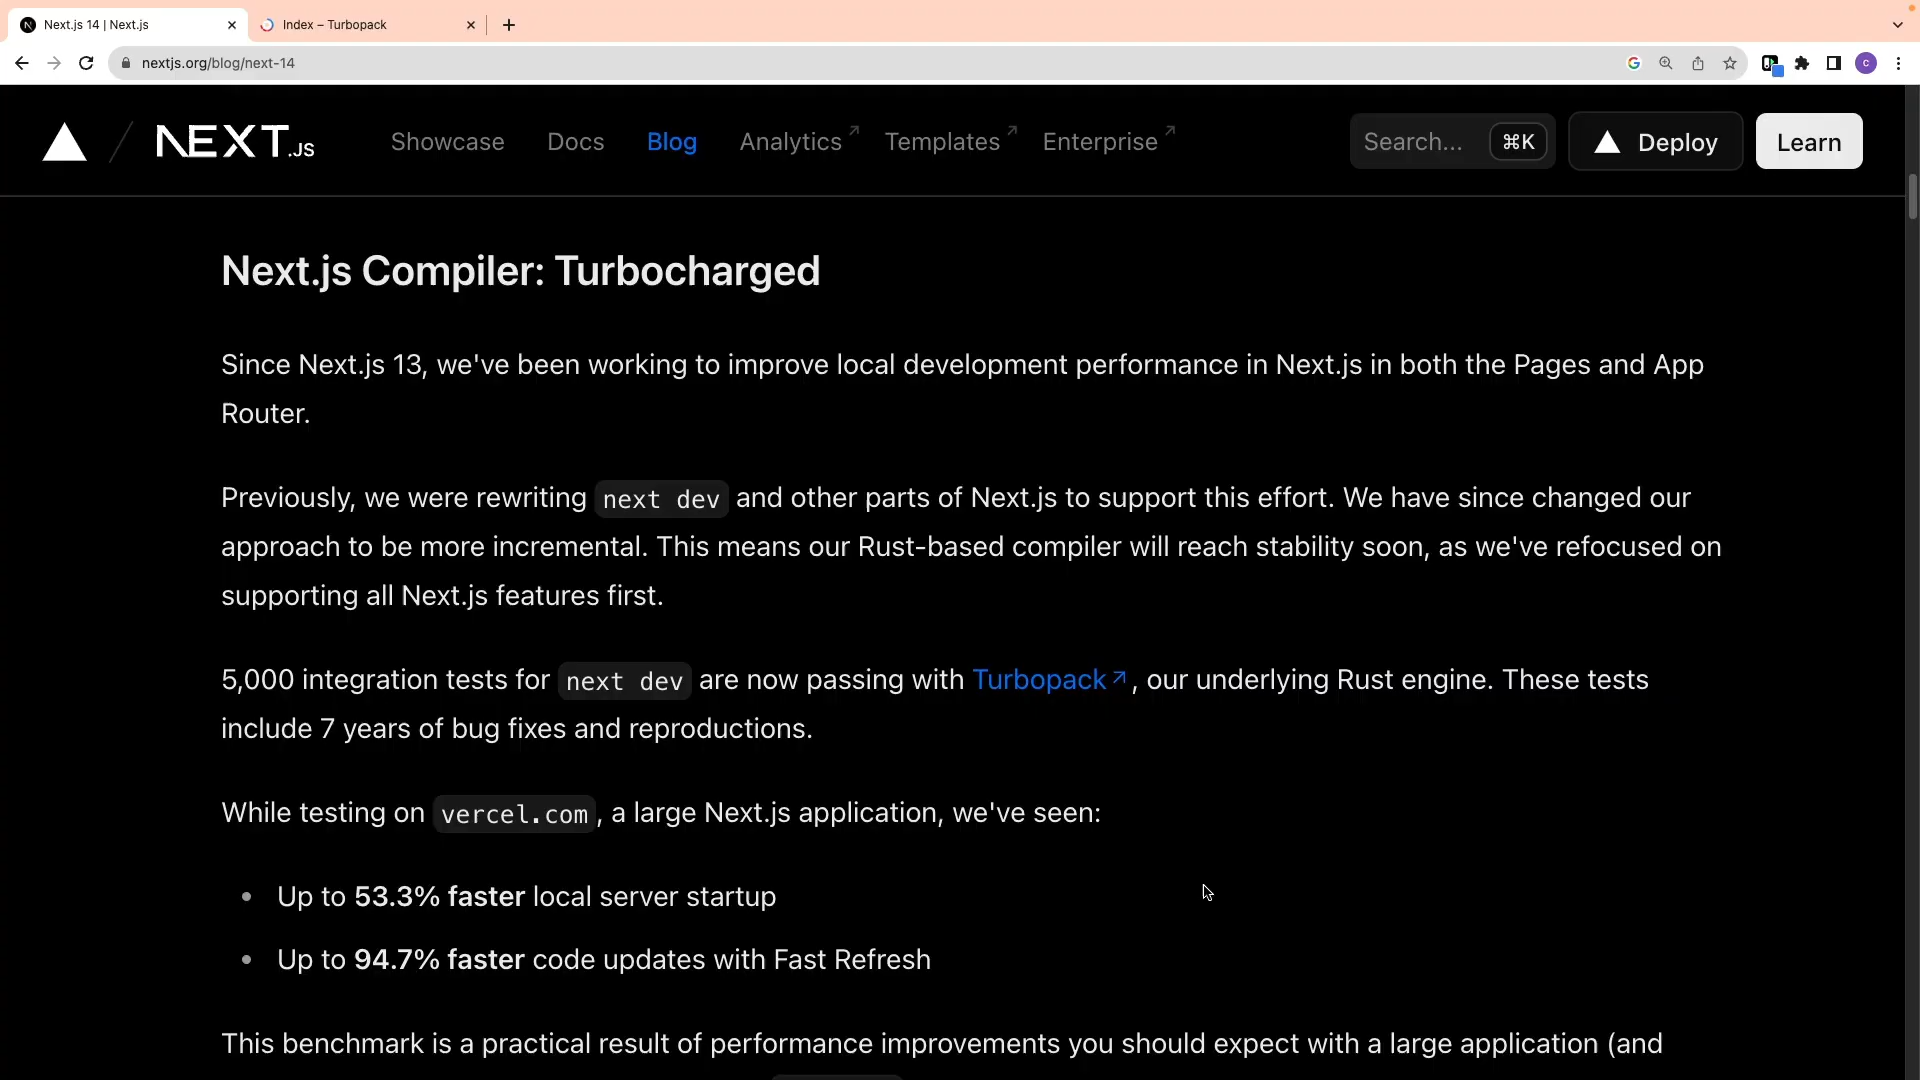 Next.js 14 | Next.js
Index – Turbopack
nextjs.org/blog/next-14
C
NEXT.JS
Showcase
Docs
Blog
Analytics
Templates
Enterprise
Search...
⌘K
Deploy
Learn
Next.js Compiler: Turbocharged
Since Next.js 13, we've been working to improve local development performance in Next.js in both the Pages and App
Router.
Previously, we were rewriting next dev and other parts of Next.js to support this effort. We have since changed our
approach to be more incremental. This means our Rust-based compiler will reach stability soon, as we've refocused on
supporting all Next.js features first.
5,000 integration tests for next dev are now passing with Turbopack, our underlying Rust engine. These tests
include 7 years of bug fixes and reproductions.
While testing on vercel.com, a large Next.js application, we've seen:
• Up to 53.3% faster local server startup
• Up to 94.7% faster code updates with Fast Refresh
This benchmark is a practical result of performance improvements you should expect with a large application (and